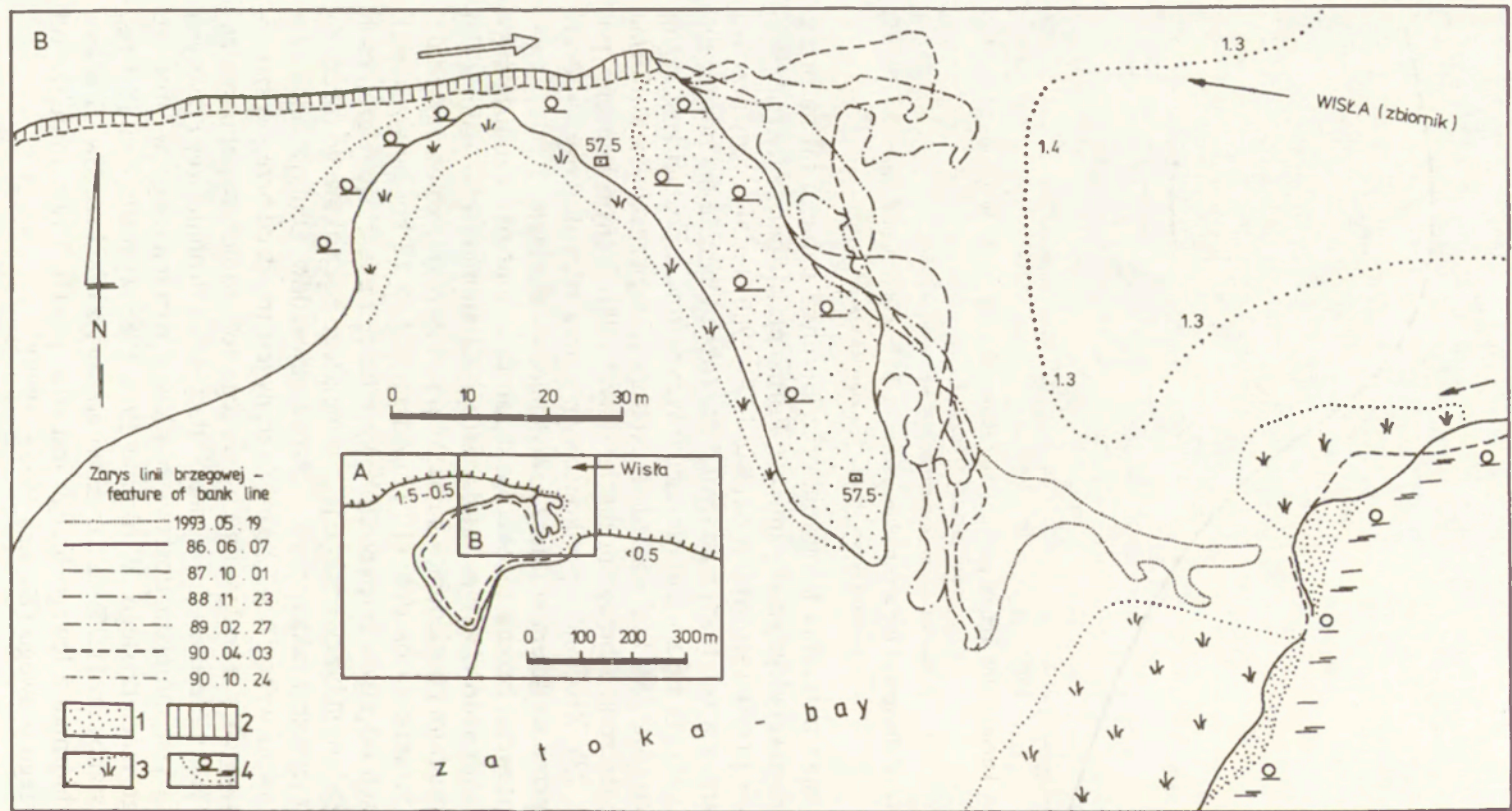 B
1.3
WISŁA (zbiornik)
1.4
57.5
1.3
N
1.3
0 10 20 30 m
Zarys linii brzegowej –
feature of bank line
1993.05.19
86.06.07
87.10.01
88.11.23
89.02.27
90.04.03
90.10.24
1
2
3
4
A
Wisła
1.5-0.5
B
<0.5
0 100 200 300 m
57.5
zatoka - bay